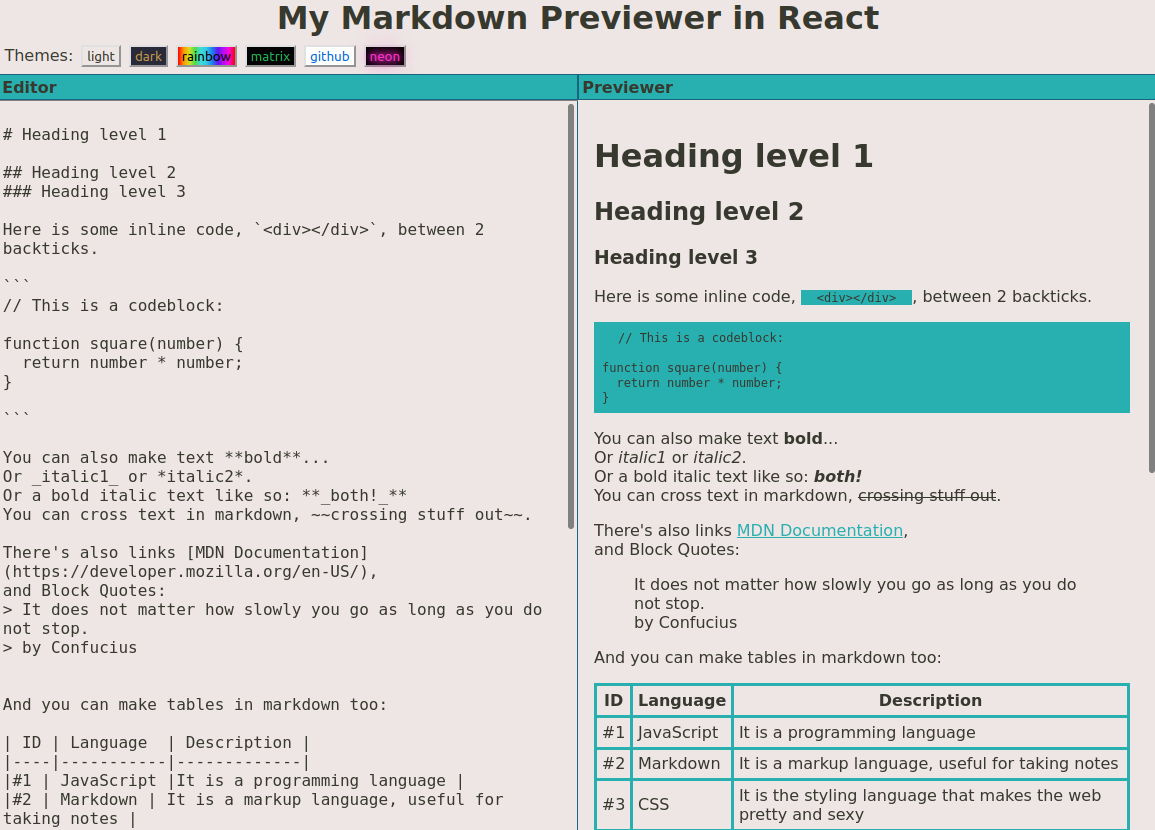 My Markdown Previewer in React
Themes: light dark rainbow matrix github neon
Editor
# Heading level 1
## Heading level 2
### Heading level 3
Here is some inline code, `<div></div>`, between 2
backticks.
```
// This is a codeblock:
function square(number) {
  return number * number;
}
```
You can also make text **bold**...
Or _italic1_ or *italic2*.
Or a bold italic text like so: **_both!_**
You can cross text in markdown, ~~crossing stuff out~~.
There's also links [MDN Documentation]
(https://developer.mozilla.org/en-US/),
and Block Quotes:
> It does not matter how slowly you go as long as you do
not stop.
> by Confucius
And you can make tables in markdown too:
| ID | Language  | Description |
|----|-----------|-------------|
|#1 | JavaScript |It is a programming language |
|#2 | Markdown | It is a markup language, useful for
taking notes |
Previewer
Heading level 1
Heading level 2
Heading level 3
Here is some inline code, <div></div>, between 2 backticks.
// This is a codeblock:
function square(number) {
  return number * number;
}
You can also make text bold...
Or italic1 or italic2.
Or a bold italic text like so: both!
You can cross text in markdown, crossing stuff out.
There's also links MDN Documentation,
and Block Quotes:
It does not matter how slowly you go as long as you do
not stop.
by Confucius
And you can make tables in markdown too:
ID Language Description
#1 JavaScript It is a programming language
#2 Markdown It is a markup language, useful for taking notes
#3 CSS It is the styling language that makes the web
pretty and sexy